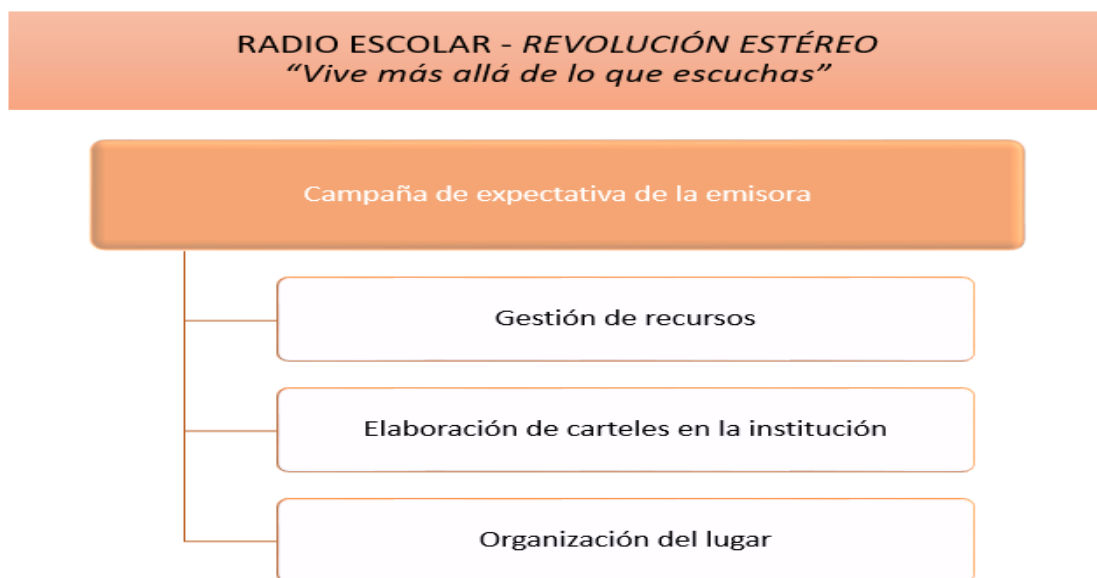 RADIO ESCOLAR - REVOLUCIÓN ESTÉREO
“Vive más allá de lo que escuchas”
Campaña de expectativa de la emisora
Gestión de recursos
Elaboración de carteles en la institución
Organización del lugar